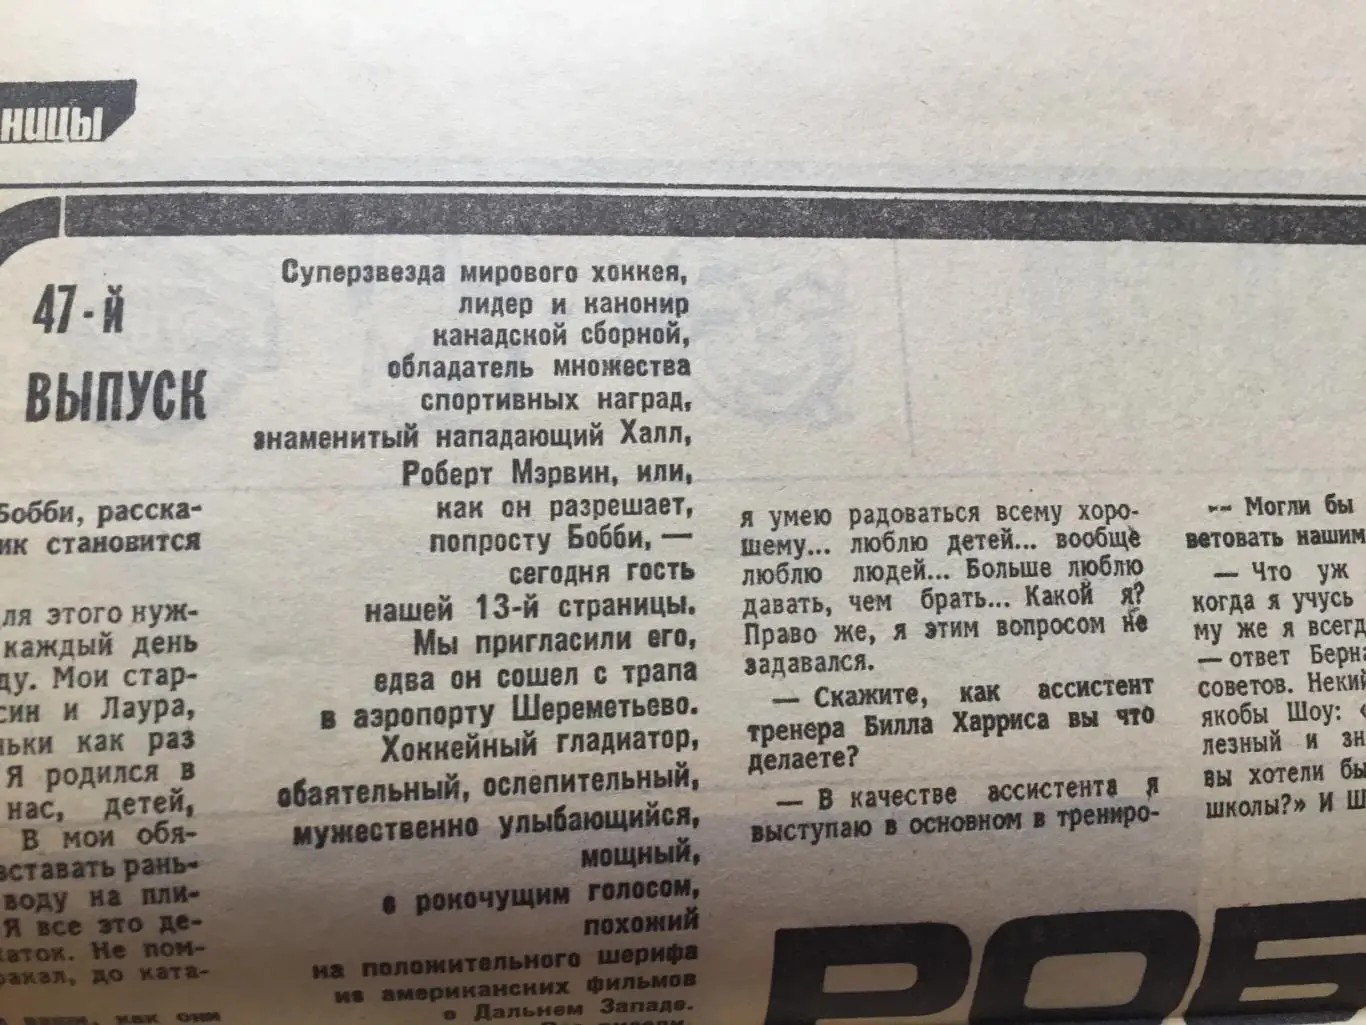 ницы
47-й
ВЫПУСК
Бобби, расска-
ик становится
ля этого нуж-
каждый день
ду. Мои стар-
син и Лаура,
ньки как раз
Я родился в
нас, детей,
В мои обя-
вставать рань-
воду на пли-
Я все это де-
каток. Не пом-
ракал, до ката-
как они
Суперзвезда мирового хоккея,
лидер и канонир
канадской сборной,
обладатель множества
спортивных наград,
знаменитый нападающий Халл,
Роберт Мэрвин, или,
как он разрешает,
попросту Бобби, —
сегодня гость
нашей 13-й страницы.
Мы пригласили его,
едва он сошел с трапа
в аэропорту Шереметьево.
Хоккейный гладиатор,
обаятельный, ослепительный,
мужественно улыбающийся,
мощный,
с рокочущим голосом,
похожий
на положительного шерифа
из американских фильмов
о Дальнем Западе.
я умею радоваться всему хоро-
шему... люблю детей... вообще
люблю людей... Больше люблю
давать, чем брать... Какой я?
Право же, я этим вопросом не
задавался.
— Скажите, как ассистент
тренера Билла Харриса вы что
делаете?
— В качестве ассистента я
выступаю в основном в трениро-
— Могли бы
ветовать нашим
— Что уж
когда я учусь
му же я всегд
— ответ Берна
советов. Некий
якобы Шоу: «
лезный и зн
вы хотели бы
школы?» И Ш
РОБ